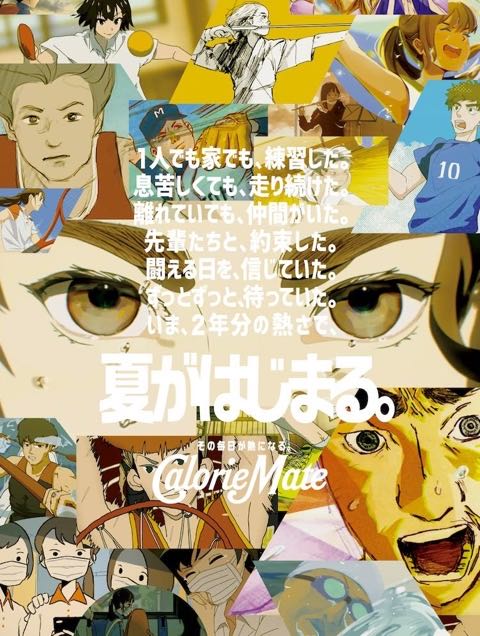 1人でも家でも、練習した。
息苦しくても、走り続けた。
離れていても、仲間がいた。
先輩たちと、約束した。
闘える日を、信じていた。
ずっとずっと、待っていた。
いま、2年分の熱さで、
夏がはじまる。
その毎日が熱になる。
CalorieMate
M
10